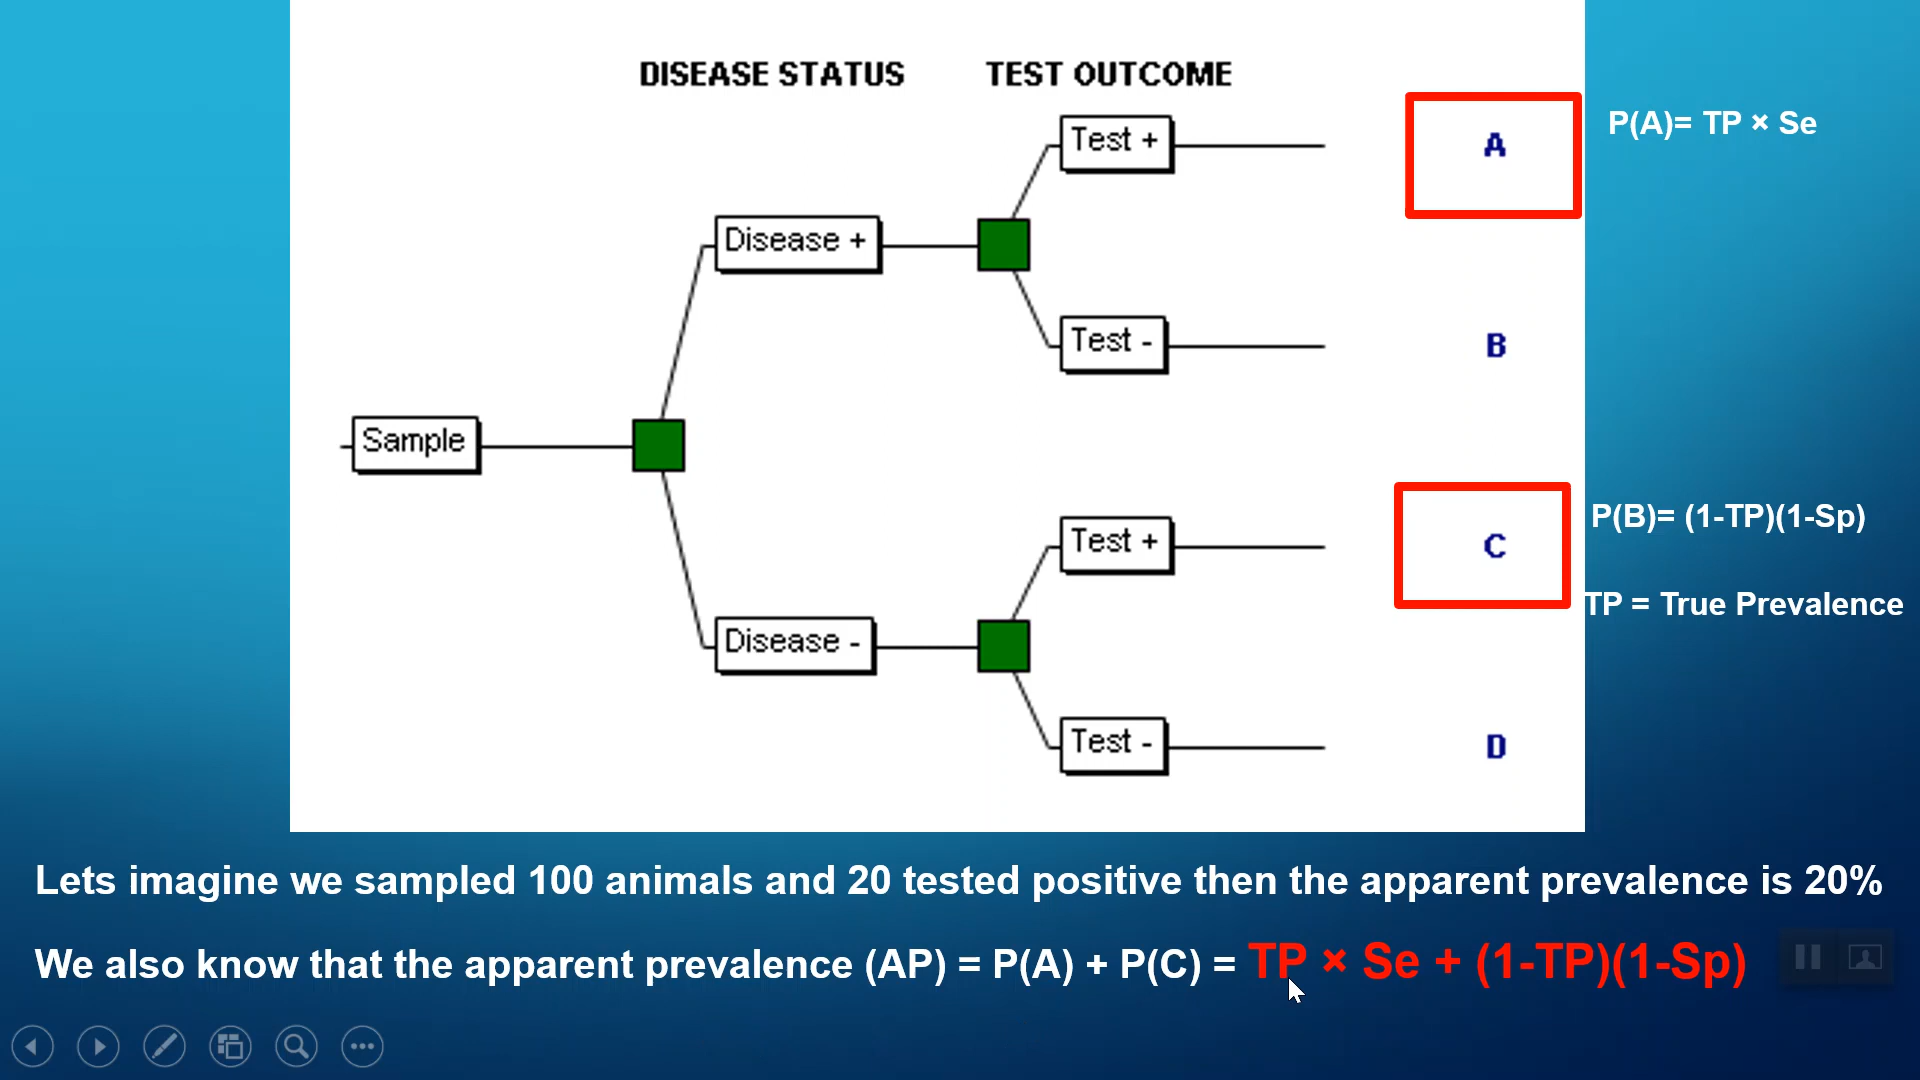 DISEASE STATUS TEST OUTCOME
Test +
A
P(A)= TP × Se
Disease +
Test -
B
Sample
Test +
C
P(B)= (1-TP)(1-Sp)
TP = True Prevalence
Disease -
Test -
D
Lets imagine we sampled 100 animals and 20 tested positive then the apparent prevalence is 20%
We also know that the apparent prevalence (AP) = P(A) + P(C) = TP × Se + (1-TP)(1-Sp)